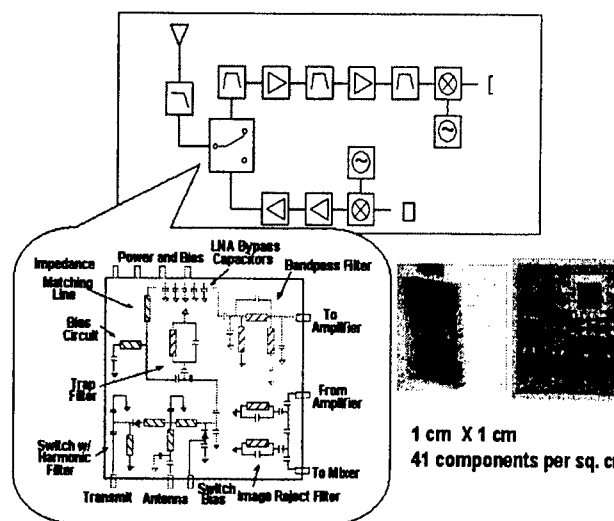 Impedance
Matching
Line
Power and Bias
LNA Bypass
Capacitors
Bandpass Filter
To
Amplifier
Bias
Circuit
Trap
Filter
From
Amplifier
Switch w/
Harmonic
Filter
To Mixer
Transmit
Antenna
Switch
Bias
Image Reject Filter
1 cm X 1 cm
41 components per sq.